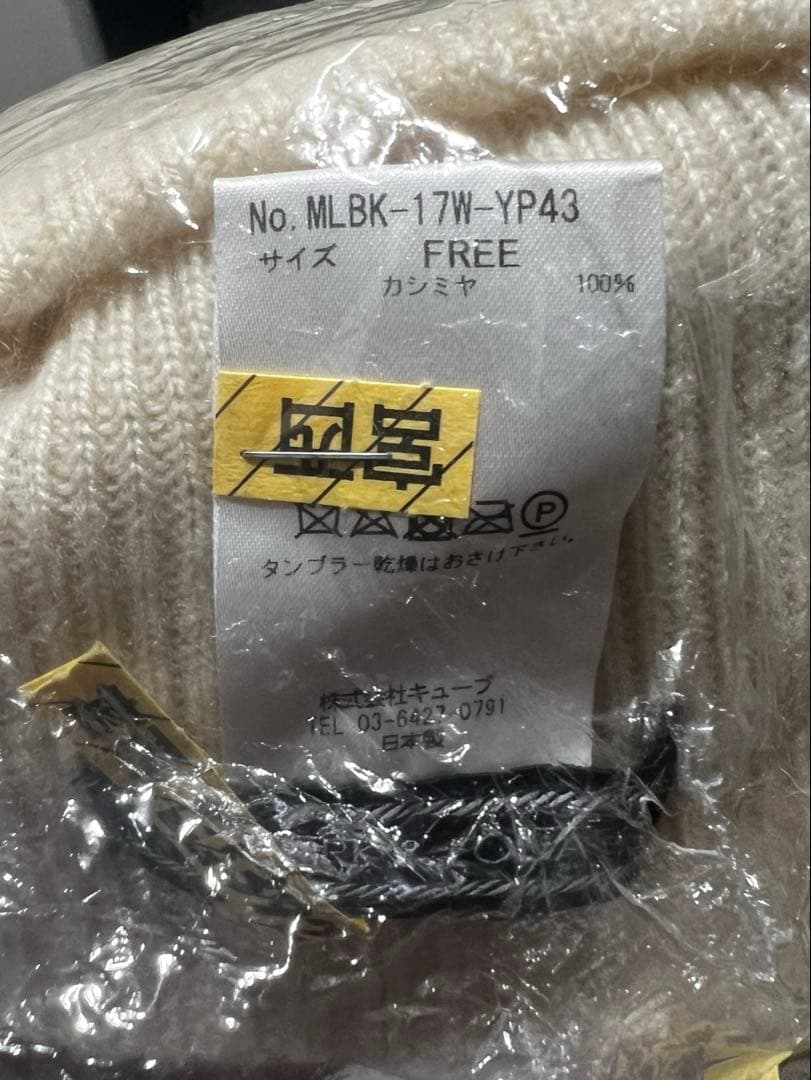 No. MLBK-17W-YP43
サイズ FREE
カシミヤ 100%
P
タンブラー乾燥はおさけ下さい。
株式会社キューブ
TEL 03-6427-0791
日本製